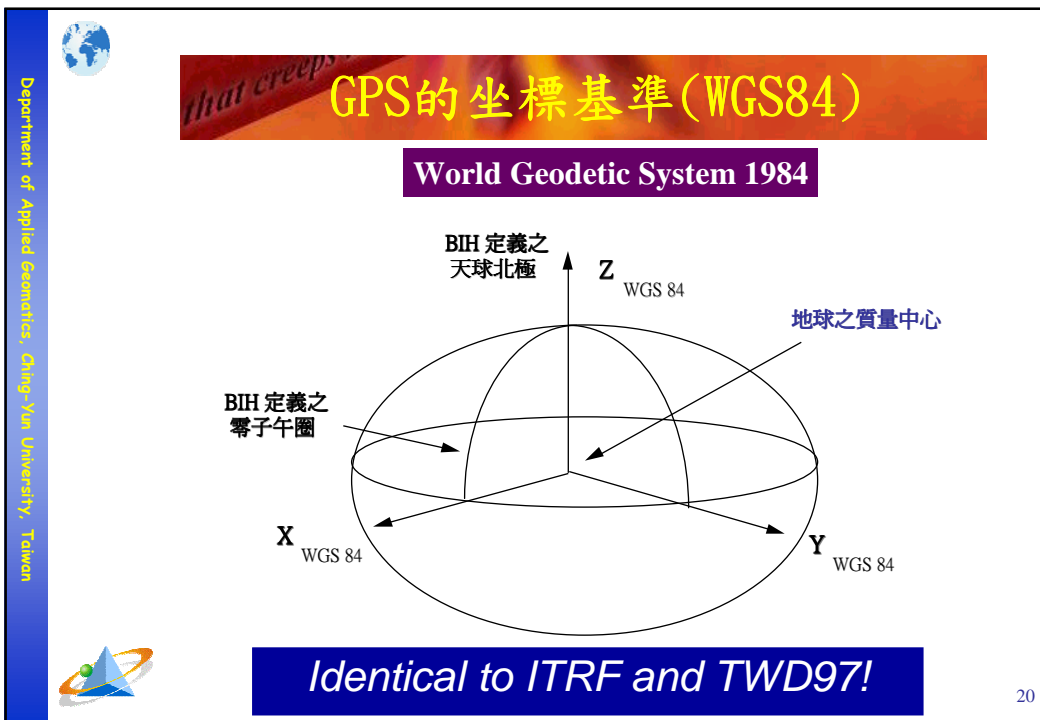 Department of Applied Geomatics, Ching-Yun University, Taiwan
that creeps
GPS的坐標基準(WGS84)
World Geodetic System 1984
BIH 定義之
天球北極
Z WGS 84
地球之質量中心
BIH 定義之
零子午圈
X WGS 84
Y WGS 84
Identical to ITRF and TWD97!
20